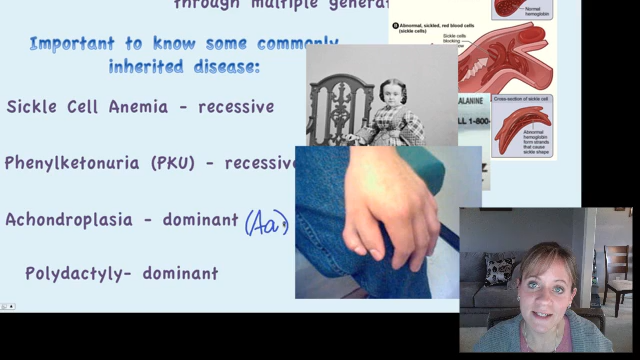 through multiple generat
Important to know some commonly
inherited disease:
Sickle Cell Anemia - recessive
Phenylketonuria (PKU) - recessive
Achondroplasia - dominant (Aa)
Polydactyly- dominant
Normal
hemoglobin
B Abnormal, sickled, red blood cells
(sickle cells)
Sickle cells
blocking
ALANINE
LL 1-800-
Cross-section of sickle cell
Abnormal
hemoglobin
form strands
that cause
sickle shape